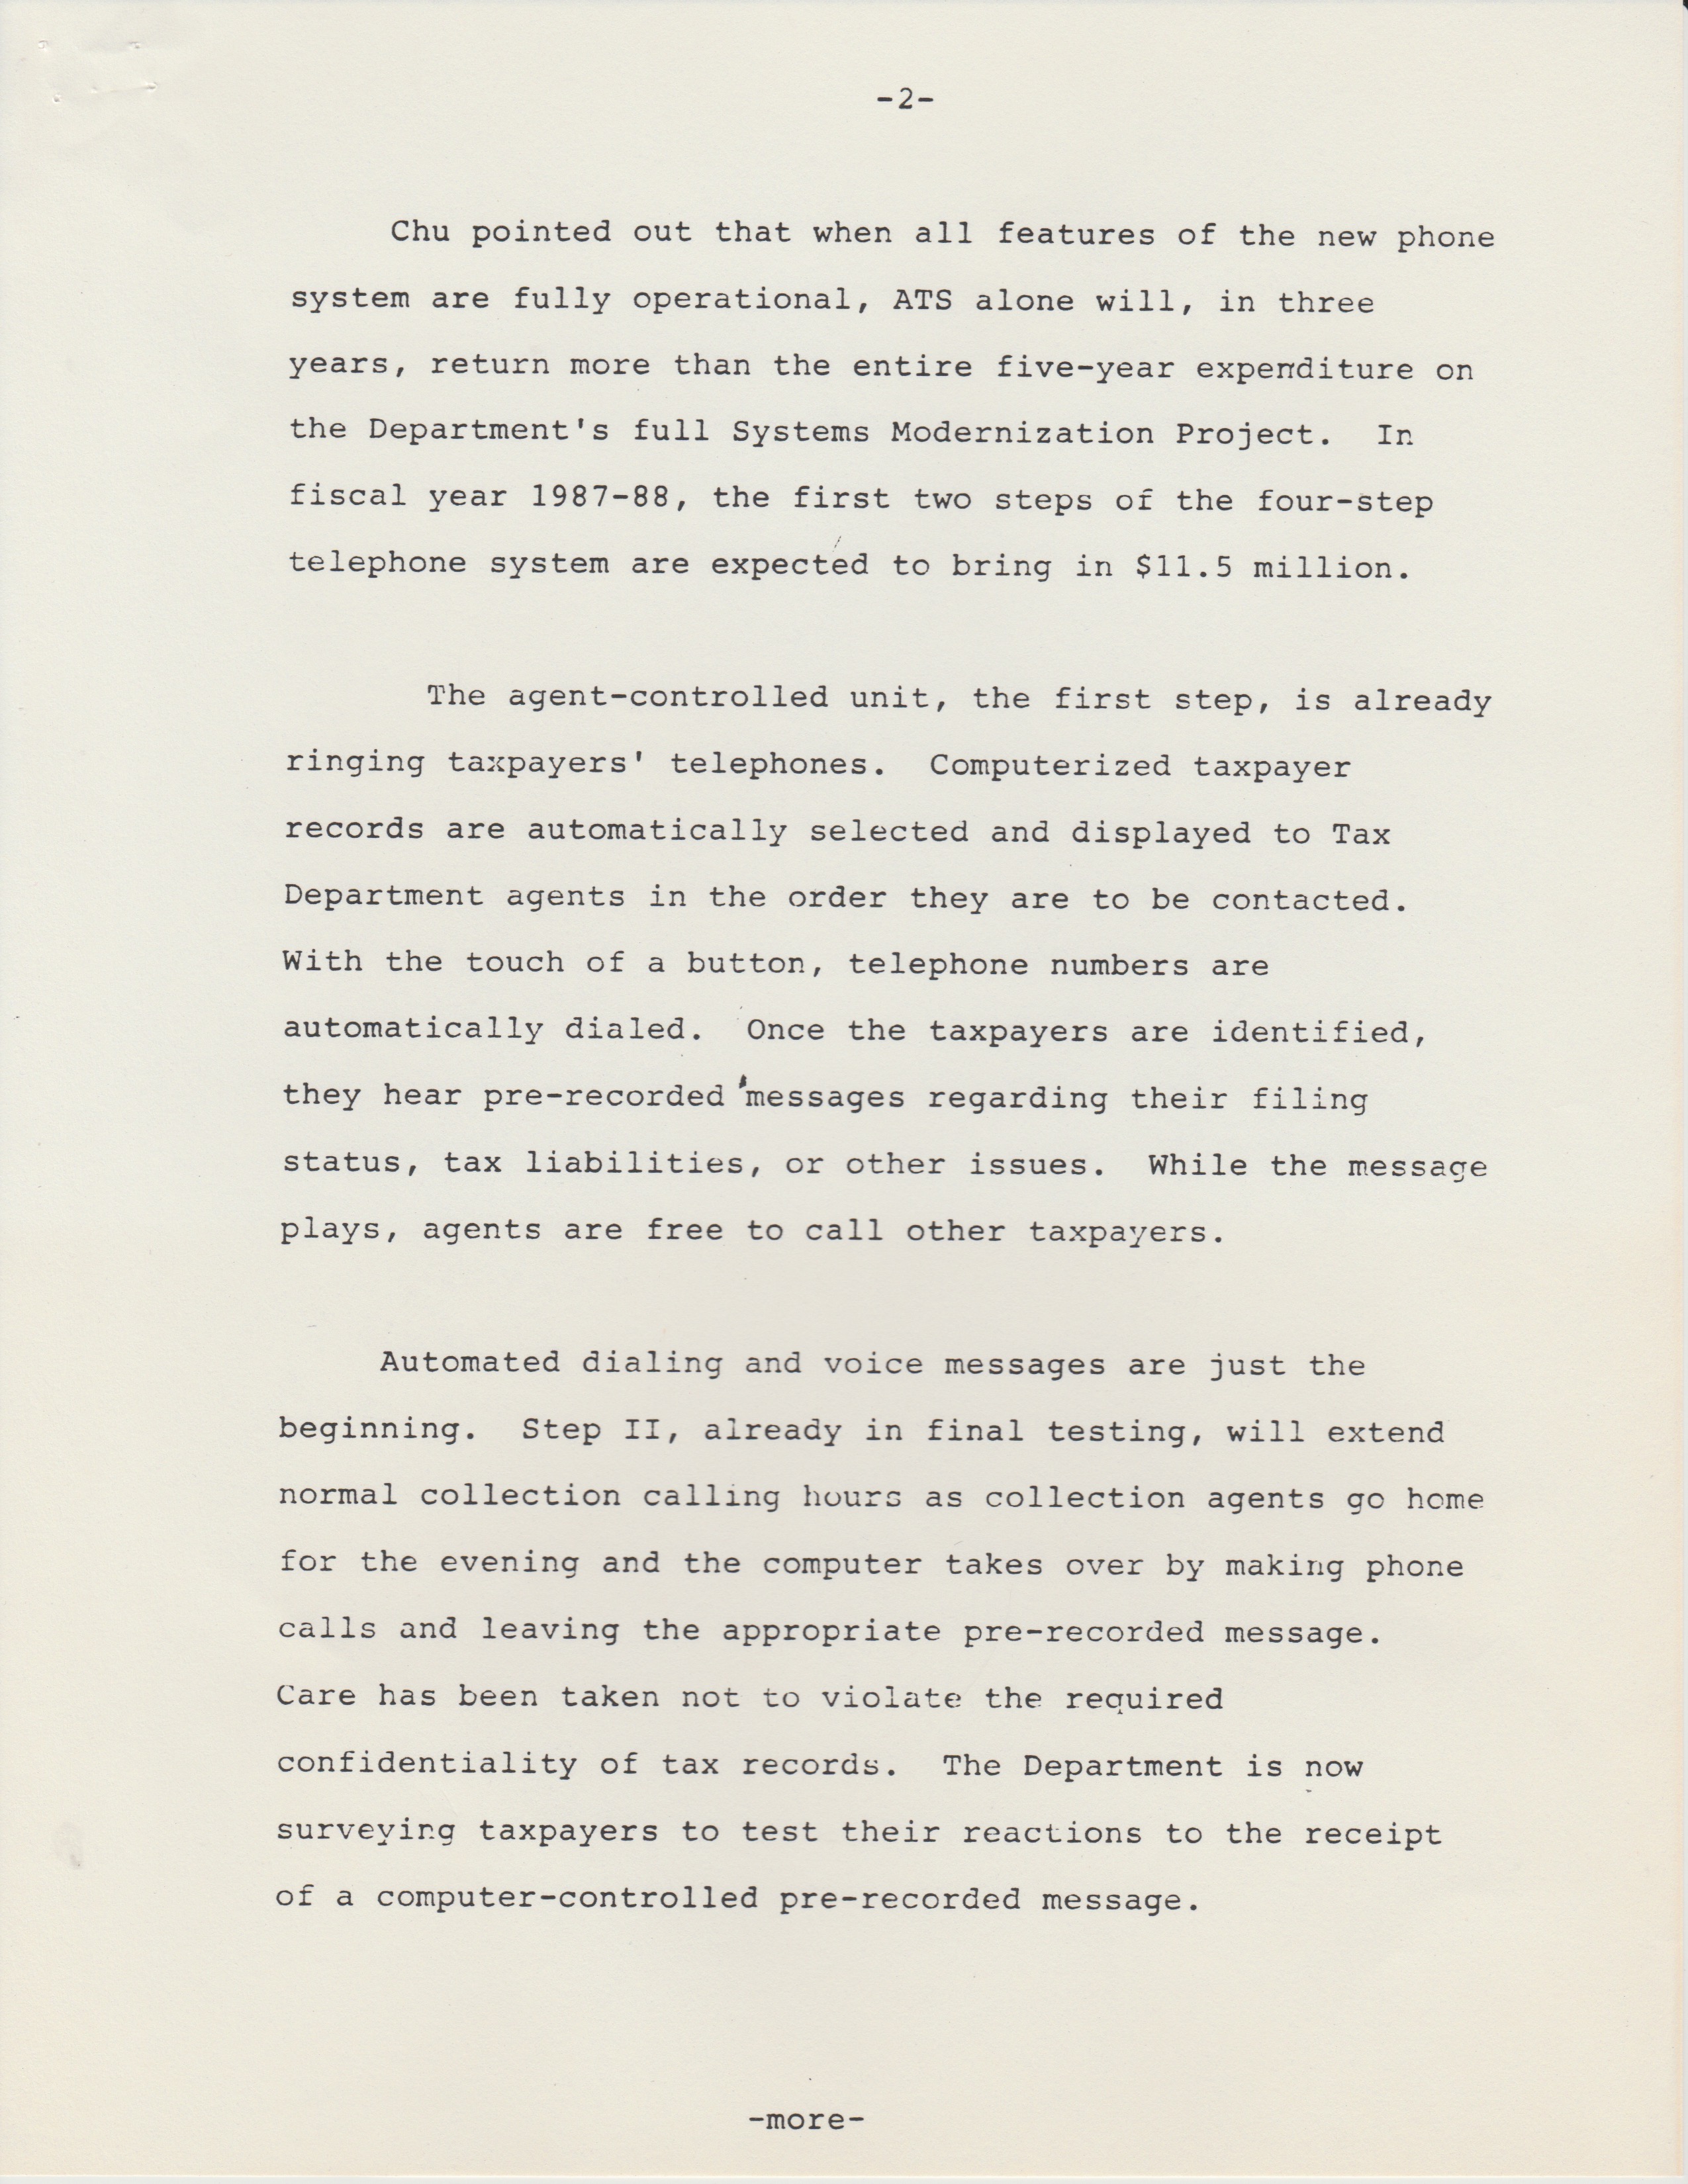 -2-
Chu pointed out that when all features of the new phone
system are fully operational, ATS alone will, in three
years, return more than the entire five-year expenditure on
the Department's full Systems Modernization Project.  In
fiscal year 1987-88, the first two steps of the four-step
telephone system are expected to bring in $11.5 million.
The agent-controlled unit, the first step, is already
ringing taxpayers' telephones.  Computerized taxpayer
records are automatically selected and displayed to Tax
Department agents in the order they are to be contacted.
With the touch of a button, telephone numbers are
automatically dialed.  Once the taxpayers are identified,
they hear pre-recorded messages regarding their filing
status, tax liabilities, or other issues.  While the message
plays, agents are free to call other taxpayers.
Automated dialing and voice messages are just the
beginning.  Step II, already in final testing, will extend
normal collection calling hours as collection agents go home
for the evening and the computer takes over by making phone
calls and leaving the appropriate pre-recorded message.
Care has been taken not to violate the required
confidentiality of tax records.  The Department is now
surveying taxpayers to test their reactions to the receipt
of a computer-controlled pre-recorded message.
-more-